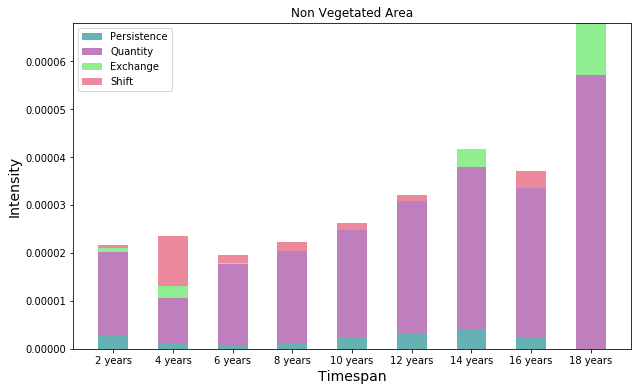 Non Vegetated Area
Persistence
Quantity
Exchange
Shift
0.00006
0.00005
0.00004
0.00003
0.00002
0.00001
0.00000
Intensity
2 years 4 years 6 years 8 years 10 years 12 years 14 years 16 years 18 years
Timespan